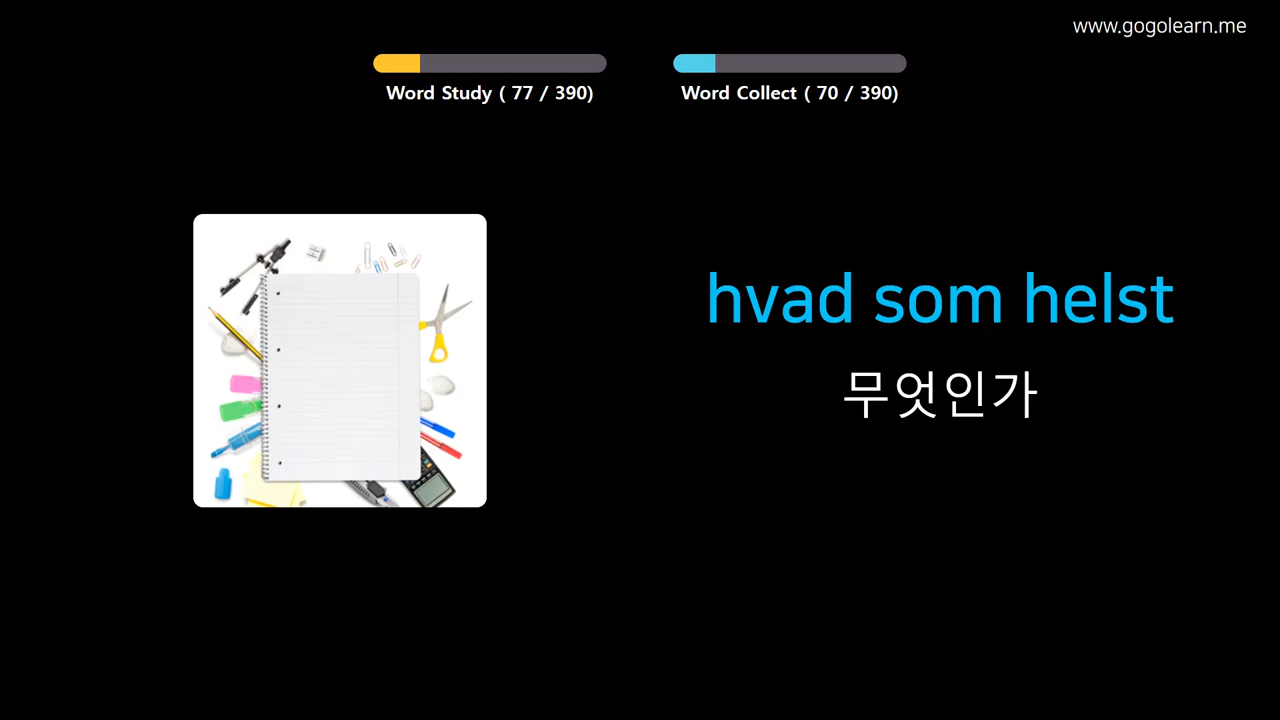 www.gogolearn.me
Word Study ( 77 / 390)
Word Collect ( 70 / 390)
hvad som helst
무엇인가